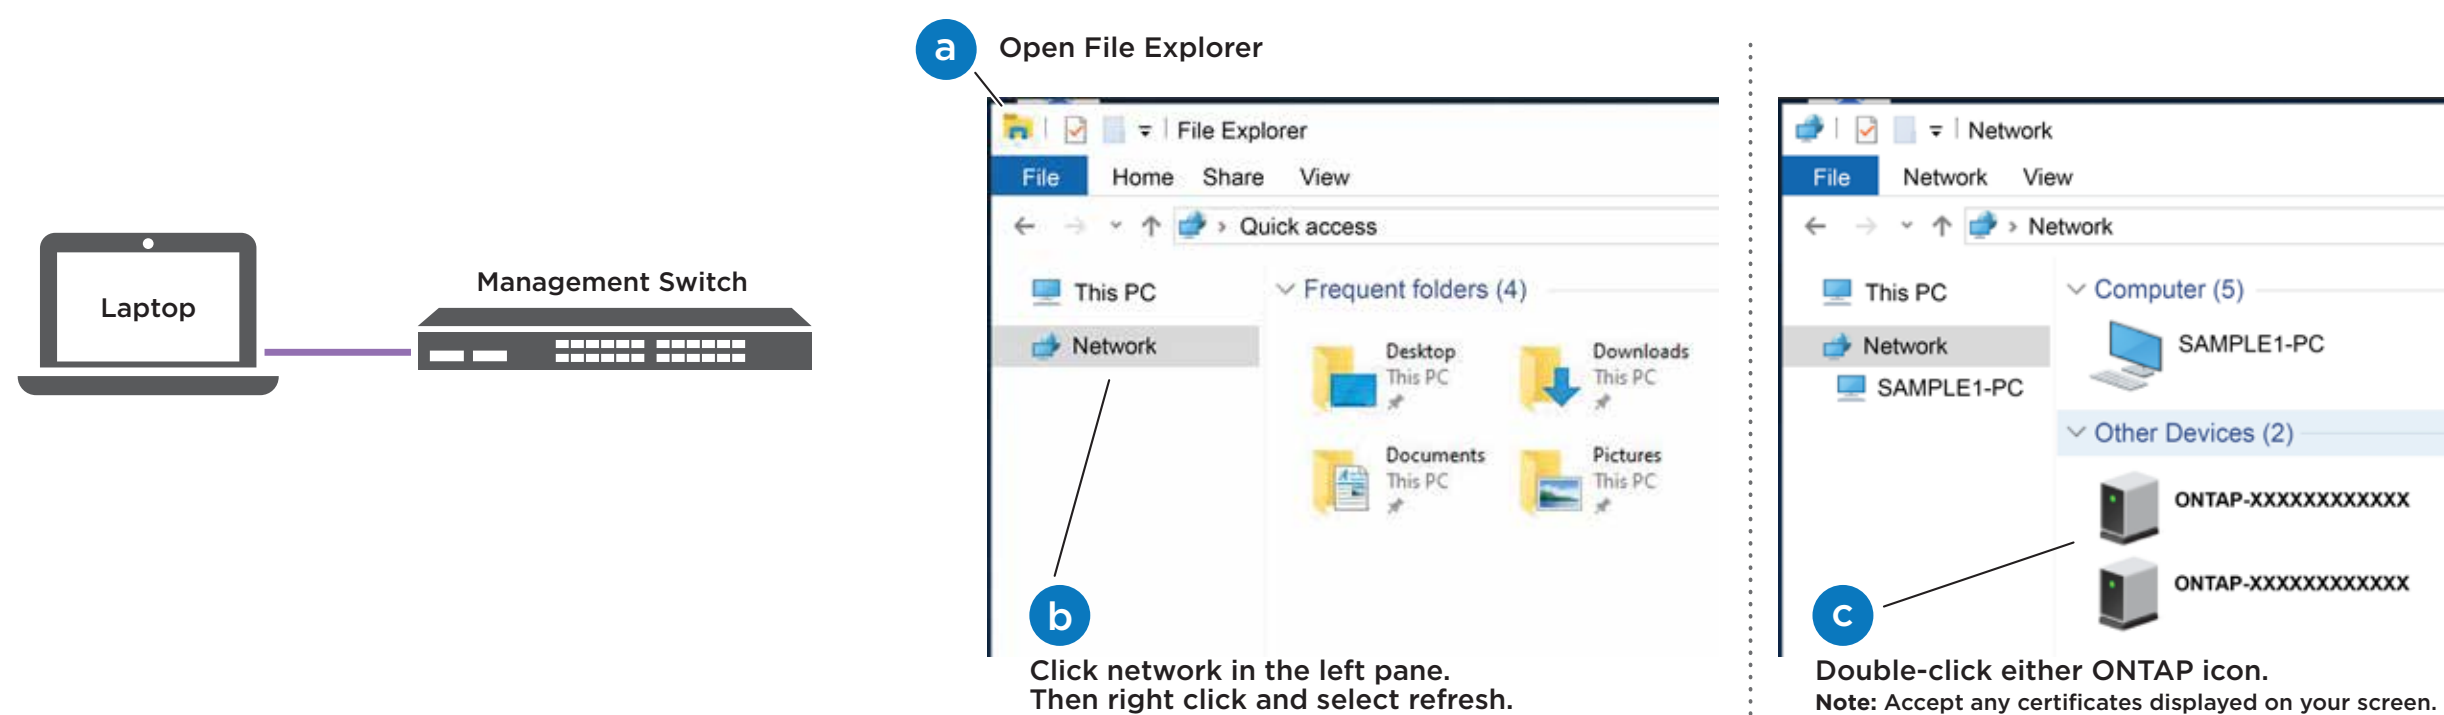 Laptop
Management Switch
a
Open File Explorer
File Explorer
File Home Share View
Quick access
This PC
Network
Frequent folders (4)
Desktop
This PC
Downloads
This PC
Documents
This PC
Pictures
This PC
b
Click network in the left pane.
Then right click and select refresh.
Network
File Network View
Network
This PC
Network
SAMPLE1-PC
Computer (5)
SAMPLE1-PC
Other Devices (2)
ONTAP-XXXXXXXXXXXX
ONTAP-XXXXXXXXXXXX
c
Double-click either ONTAP icon.
Note: Accept any certificates displayed on your screen.